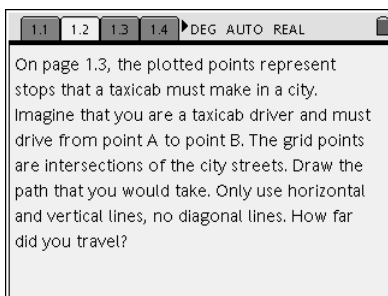 1.1 1.2 1.3 1.4 DEG AUTO REAL
On page 1.3, the plotted points represent
stops that a taxicab must make in a city.
Imagine that you are a taxicab driver and must
drive from point A to point B. The grid points
are intersections of the city streets. Draw the
path that you would take. Only use horizontal
and vertical lines, no diagonal lines. How far
did you travel?